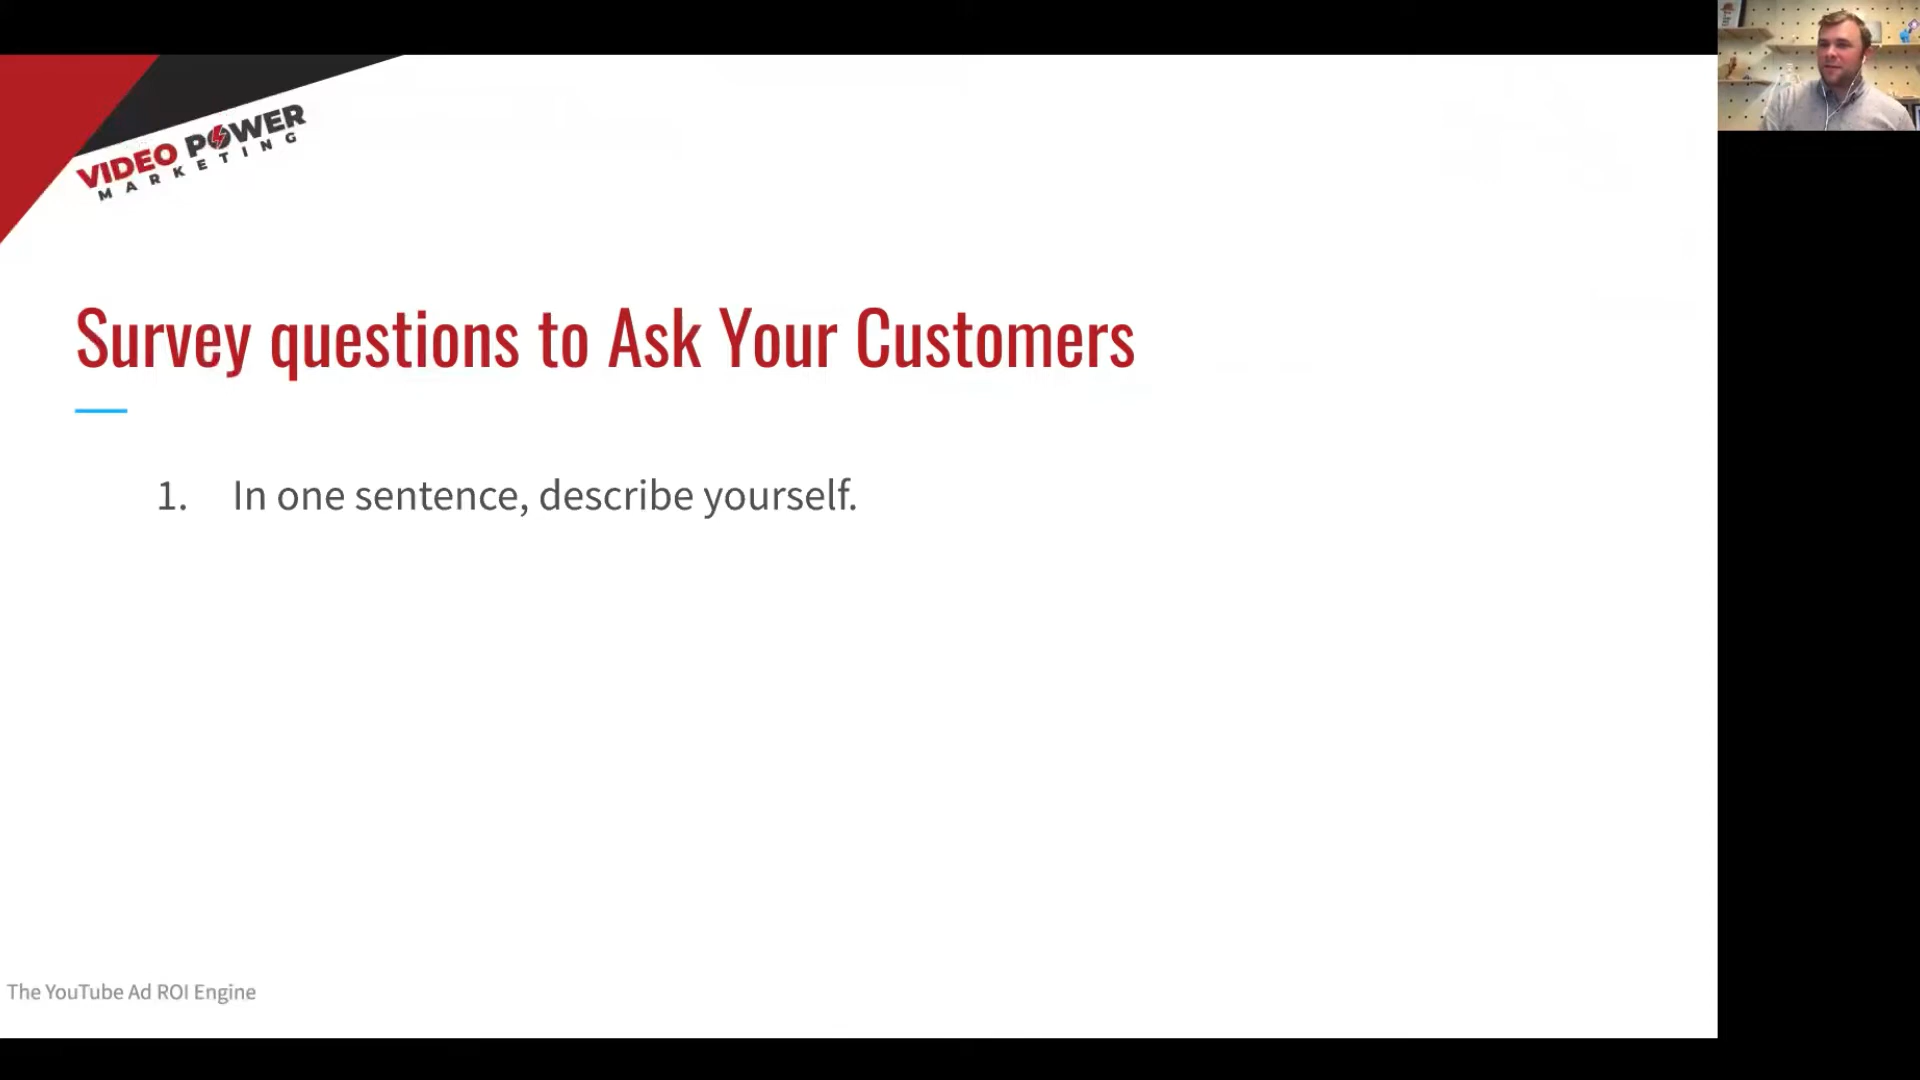 VIDEO POWER
MARKETING
Survey questions to Ask Your Customers
1. In one sentence, describe yourself.
The YouTube Ad ROI Engine